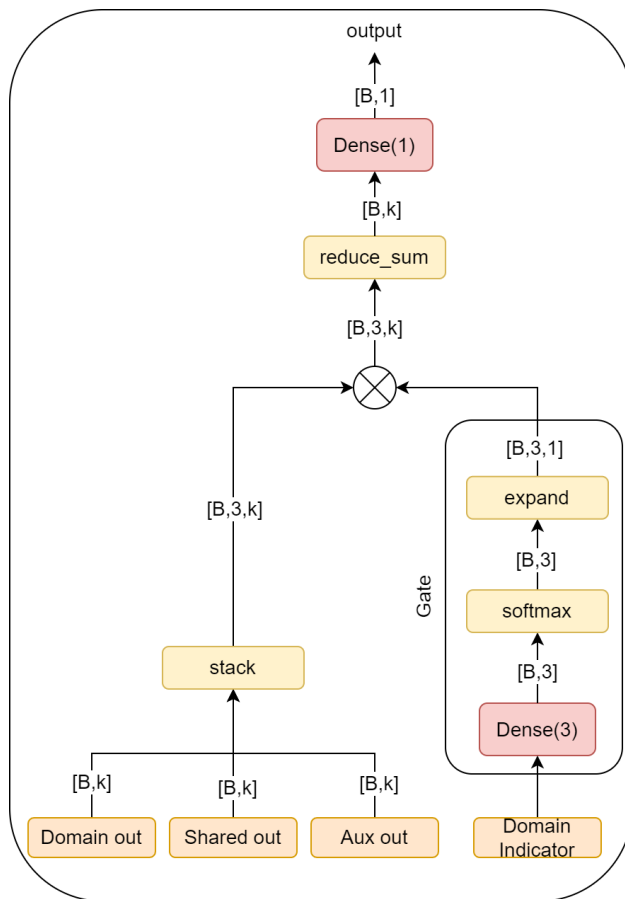 output
[B,1]
Dense(1)
[B,k]
reduce_sum
[B,3,k]
[B,3,1]
expand
[B,3,k]
[B,3]
Gate
softmax
stack
[B,3]
Dense(3)
[B,k]
[B,k]
[B,k]
Domain out
Shared out
Aux out
Domain
Indicator